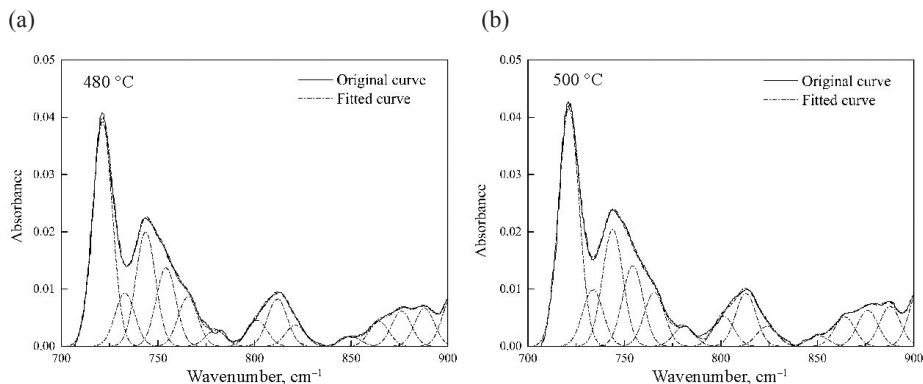 (a)
480 °C
Original curve
Fitted curve
0.05
0.04
0.03
0.02
0.01
0.00
Absorbance
700 750 800 850 900
Wavenumber, cm⁻¹
(b)
500 °C
Original curve
Fitted curve
0.05
0.04
0.03
0.02
0.01
0.00
Absorbance
700 750 800 850 900
Wavenumber, cm⁻¹